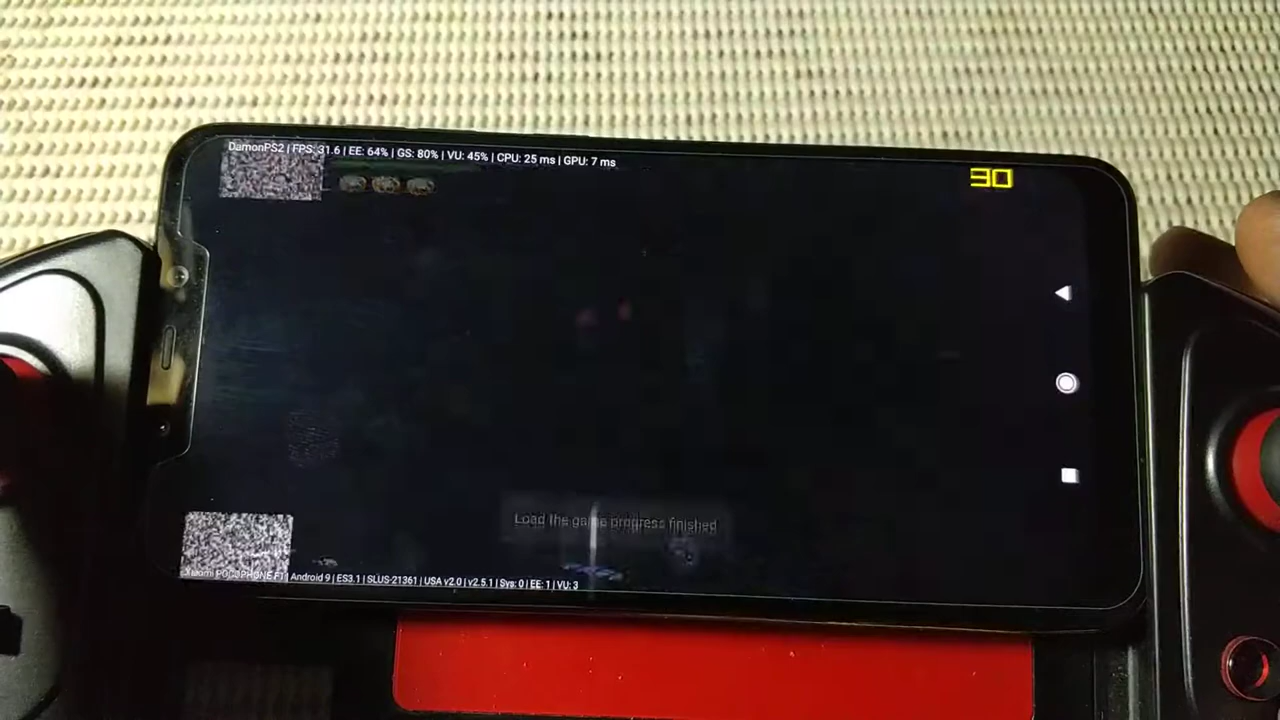 DamonPS2 | FPS: 31.6 | EE: 64% | GS: 80% | VU: 45% | CPU: 25 ms | GPU: 7 ms
30
Load the game progress finished
Xiaomi POCOPHONE F1 | Android 9 | ES3.1 | SLUS-21361 | USA v2.0 | v2.5.1 | Sys: 0 | EE: 1 | VU: 3